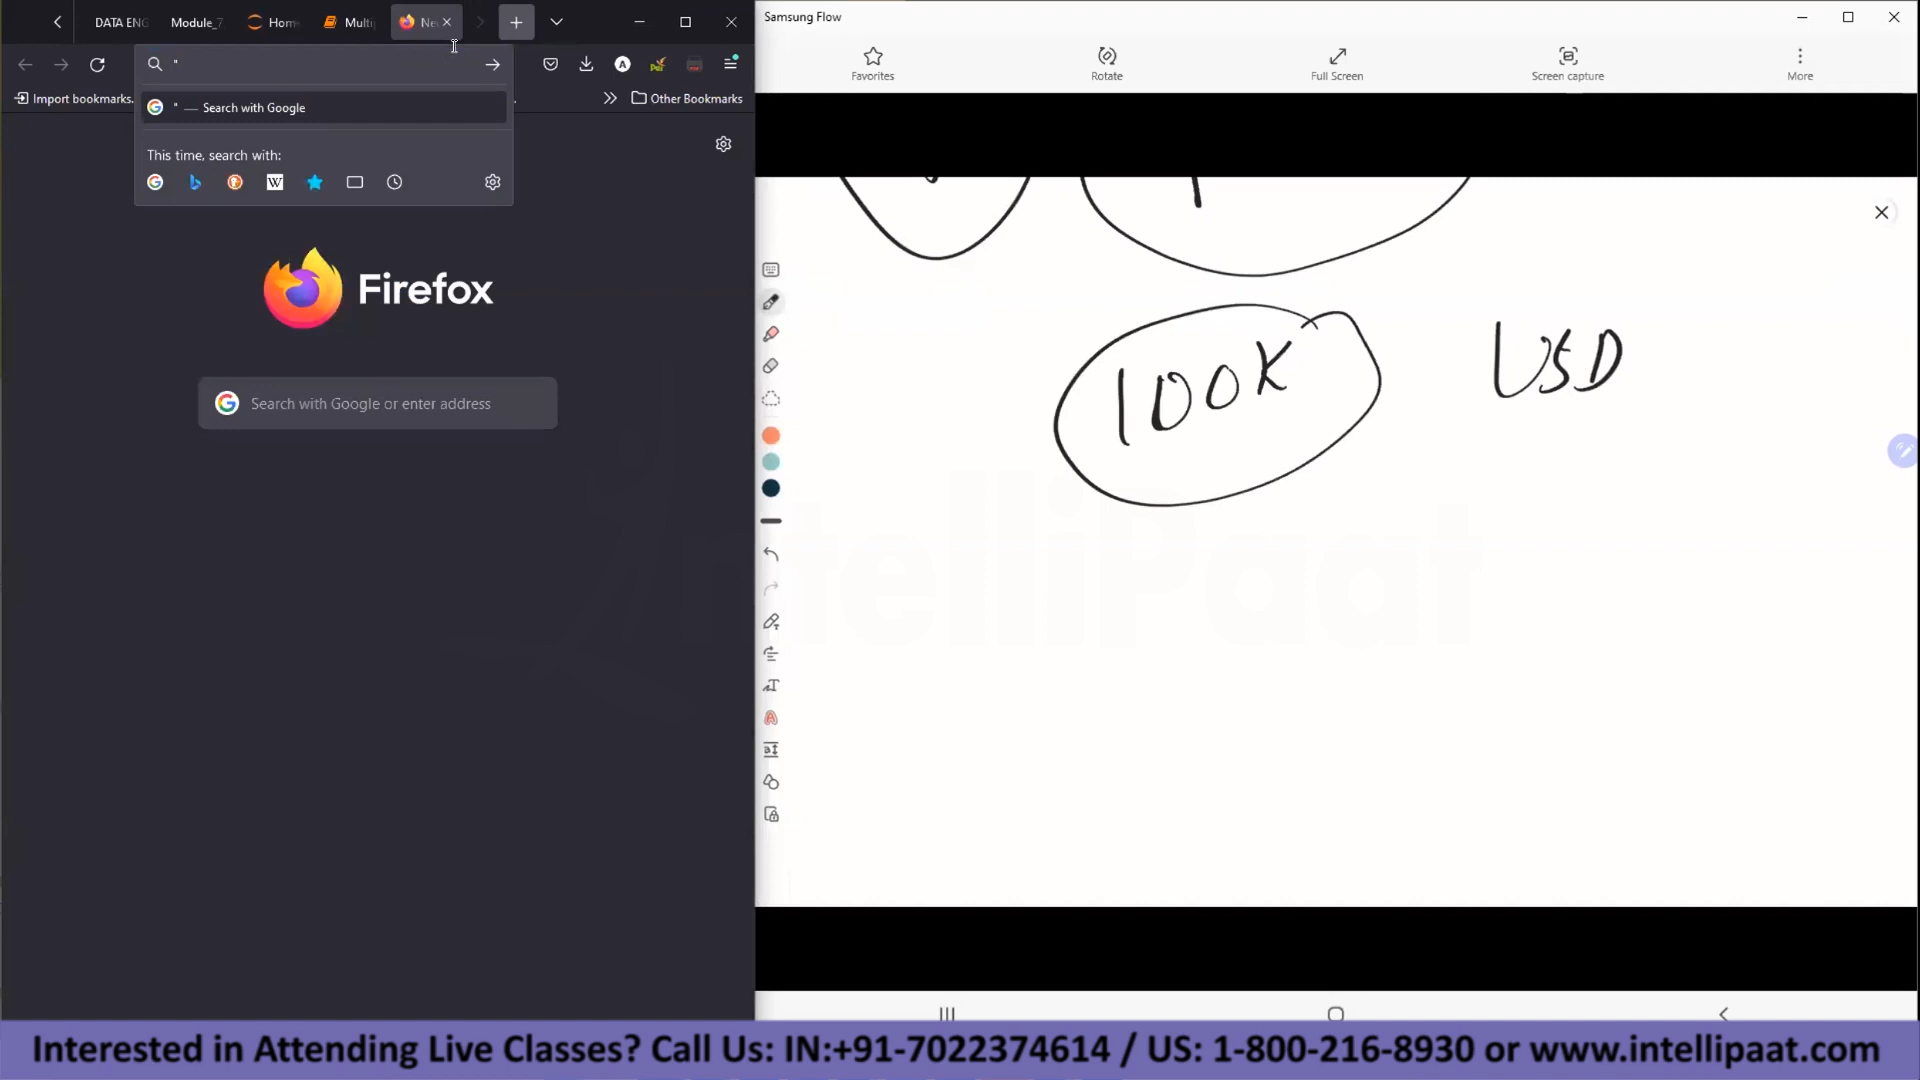 DATA ENG
Module_7
Hom
Multi
Ne
Samsung Flow
"
Favorites
Rotate
Full Screen
Screen capture
More
Import bookmarks.
Other Bookmarks
" — Search with Google
This time, search with:
Firefox
Search with Google or enter address
100K
USD
IntelliPaat
Interested in Attending Live Classes? Call Us: IN:+91-7022374614 / US: 1-800-216-8930 or www.intellipaat.com